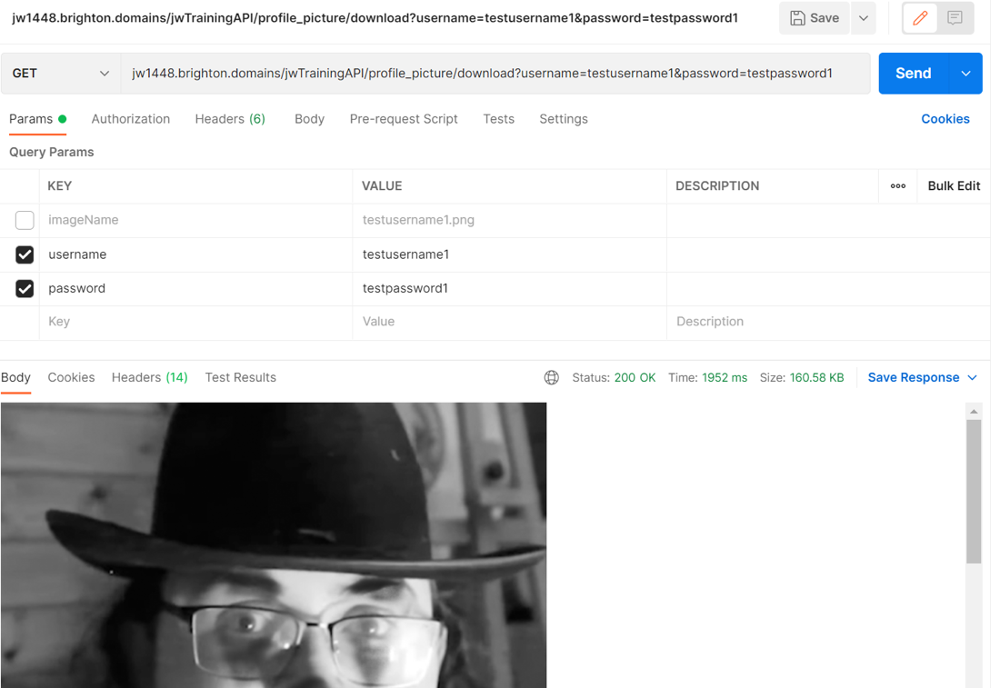 jw1448.brighton.domains/jwTrainingAPI/profile_picture/download?username=testusername1&password=testpassword1 Save
GET jw1448.brighton.domains/jwTrainingAPI/profile_picture/download?username=testusername1&password=testpassword1 Send
Params Authorization Headers (6) Body Pre-request Script Tests Settings Cookies
Query Params
KEY VALUE DESCRIPTION ooo Bulk Edit
imageName testusername1.png
username testusername1
password testpassword1
Key Value Description
Body Cookies Headers (14) Test Results Status: 200 OK Time: 1952 ms Size: 160.58 KB Save Response